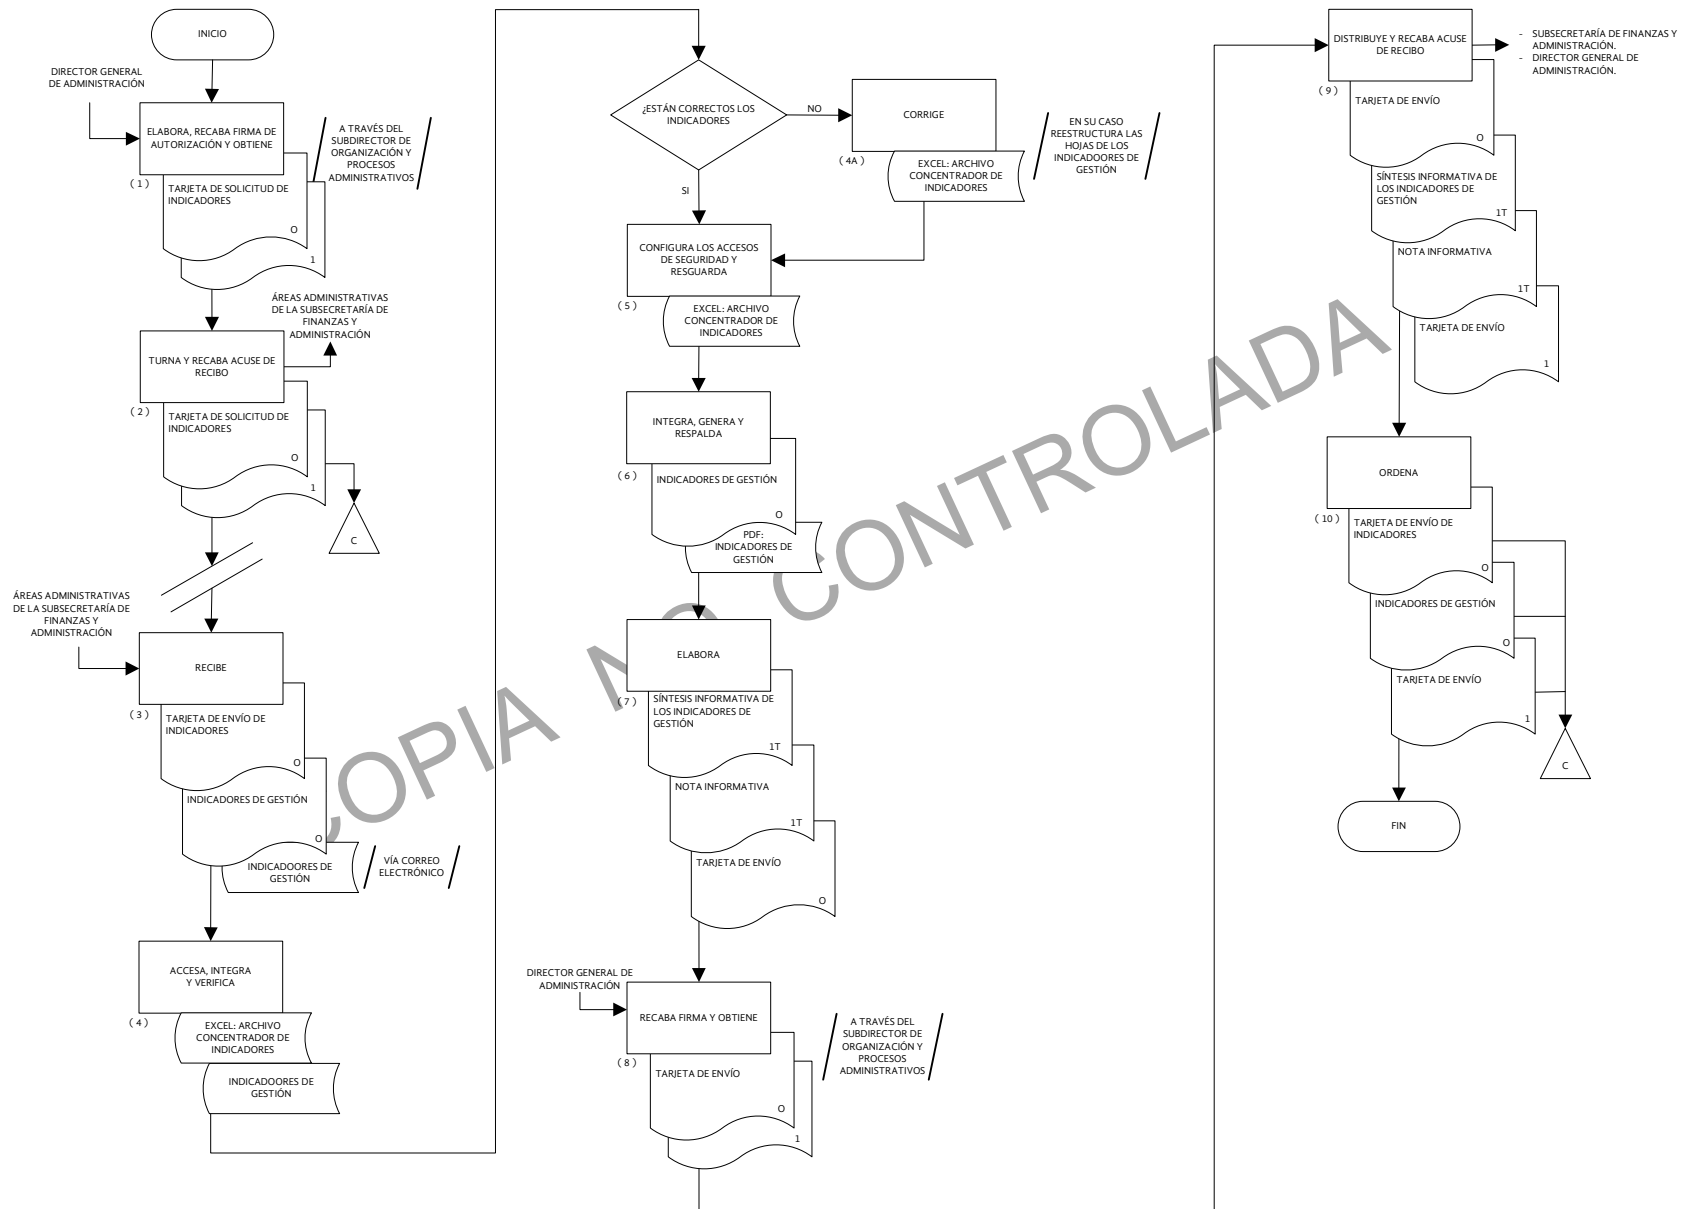 INICIO
DIRECTOR GENERAL
DE ADMINISTRACIÓN
ELABORA, RECABA FIRMA DE
AUTORIZACIÓN Y OBTIENE
A TRAVÉS DEL
SUBDIRECTOR DE
ORGANIZACIÓN Y
PROCESOS
ADMINISTRATIVOS
( 1 )
TARJETA DE SOLICITUD DE
INDICADORES
O
1
ÁREAS ADMINISTRATIVAS
DE LA SUBSECRETARÍA DE
FINANZAS Y
ADMINISTRACIÓN
TURNA Y RECABA ACUSE DE
RECIBO
( 2 )
TARJETA DE SOLICITUD DE
INDICADORES
O
1
C
ÁREAS ADMINISTRATIVAS
DE LA SUBSECRETARÍA DE
FINANZAS Y
ADMINISTRACIÓN
RECIBE
( 3 )
TARJETA DE ENVÍO DE
INDICADORES
O
INDICADORES DE GESTIÓN
O
INDICADOORES DE
GESTIÓN
VÍA CORREO
ELECTRÓNICO
ACCESA, INTEGRA
Y VERIFICA
( 4 )
EXCEL: ARCHIVO
CONCENTRADOR DE
INDICADORES
INDICADOORES DE
GESTIÓN
¿ESTÁN CORRECTOS LOS
INDICADORES
NO
CORRIGE
( 4A )
EXCEL: ARCHIVO
CONCENTRADOR DE
INDICADORES
EN SU CASO
REESTRUCTURA LAS
HOJAS DE LOS
INDICADOORES DE
GESTIÓN
SI
CONFIGURA LOS ACCESOS
DE SEGURIDAD Y
RESGUARDA
( 5 )
EXCEL: ARCHIVO
CONCENTRADOR DE
INDICADORES
INTEGRA, GENERA Y
RESPALDA
( 6 )
INDICADORES DE GESTIÓN
O
PDF:
INDICADORES DE
GESTIÓN
ELABORA
( 7 )
SÍNTESIS INFORMATIVA DE
LOS INDICADORES DE
GESTIÓN
1T
NOTA INFORMATIVA
1T
TARJETA DE ENVÍO
O
DIRECTOR GENERAL DE
ADMINISTRACIÓN
RECABA FIRMA Y OBTIENE
A TRAVÉS DEL
SUBDIRECTOR DE
ORGANIZACIÓN Y
PROCESOS
ADMINISTRATIVOS
( 8 )
TARJETA DE ENVÍO
O
1
DISTRIBUYE Y RECABA ACUSE
DE RECIBO
- SUBSECRETARÍA DE FINANZAS Y
ADMINISTRACIÓN.
- DIRECTOR GENERAL DE
ADMINISTRACIÓN.
( 9 )
TARJETA DE ENVÍO
O
SÍNTESIS INFORMATIVA DE
LOS INDICADORES DE
GESTIÓN
1T
NOTA INFORMATIVA
1T
TARJETA DE ENVÍO
1
ORDENA
( 10 )
TARJETA DE ENVÍO DE
INDICADORES
O
INDICADORES DE GESTIÓN
O
TARJETA DE ENVÍO
1
C
FIN
COPIA NO CONTROLADA